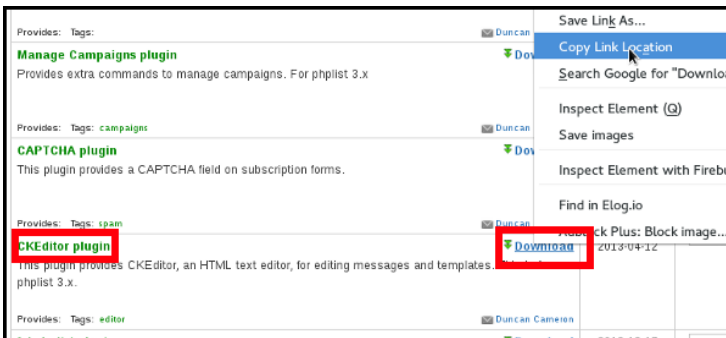 Save Link As...
Provides: Tags: Duncan
Copy Link Location
Manage Campaigns plugin
Provides extra commands to manage campaigns. For phplist 3.x
Search Google for "Downloa
Inspect Element (Q)
Provides: Tags: campaigns Duncan
Save images
CAPTCHA plugin
This plugin provides a CAPTCHA field on subscription forms.
Inspect Element with Firebu
Find in Elog.io
Provides: Tags: spam Duncan
Adblock Plus: Block image...
CKEditor plugin Download 2013-04-12
This plugin provides CKEditor, an HTML text editor, for editing messages and templates.
phplist 3.x.
Provides: Tags: editor Duncan Cameron